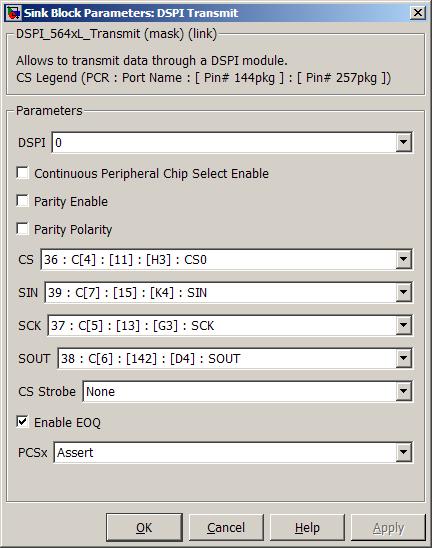 Sink Block Parameters: DSPI Transmit
DSPI_564xL_Transmit (mask) (link)
Allows to transmit data through a DSPI module.
CS Legend (PCR : Port Name : [ Pin# 144pkg ] : [ Pin# 257pkg ])
Parameters
DSPI 0
Continuous Peripheral Chip Select Enable
Parity Enable
Parity Polarity
CS 36 : C[4] : [11] : [H3] : CS0
SIN 39 : C[7] : [15] : [K4] : SIN
SCK 37 : C[5] : [13] : [G3] : SCK
SOUT 38 : C[6] : [142] : [D4] : SOUT
CS Strobe None
Enable EOQ
PCSx Assert
OK Cancel Help Apply